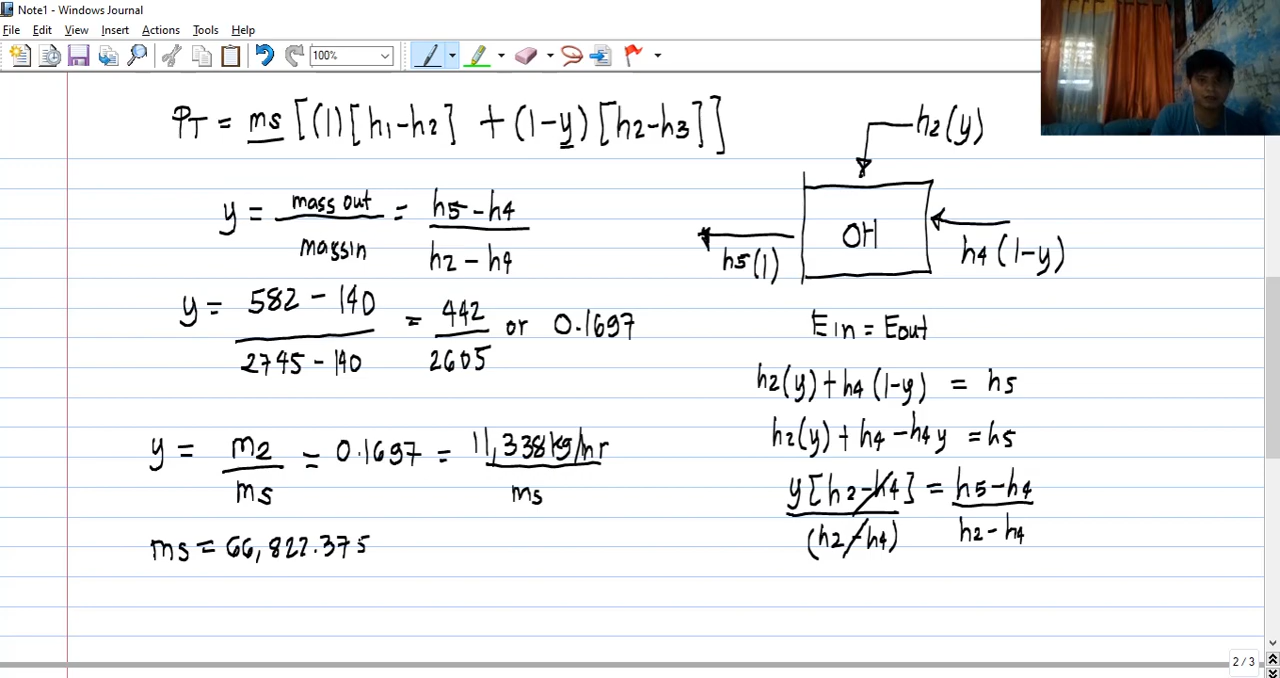 Note1 - Windows Journal
File Edit View Insert Actions Tools Help
100%
PT = ms [(1)[h1-h2] + (1-y)[h2-h3]]
h2(y)
y = mass out / mass in = h5-h4 / h2-h4
OH
h5(1)
h4(1-y)
y = 582 - 140 / 2745 - 140 = 442 / 2605 or 0.1697
Ein = Eout
h2(y) + h4(1-y) = h5
h2(y) + h4 - h4y = h5
y = m2 / ms = 0.1697 = 11,338kg/hr / ms
y[h2-h4] / (h2-h4) = h5-h4 / h2-h4
ms = 66,822.375
2 / 3